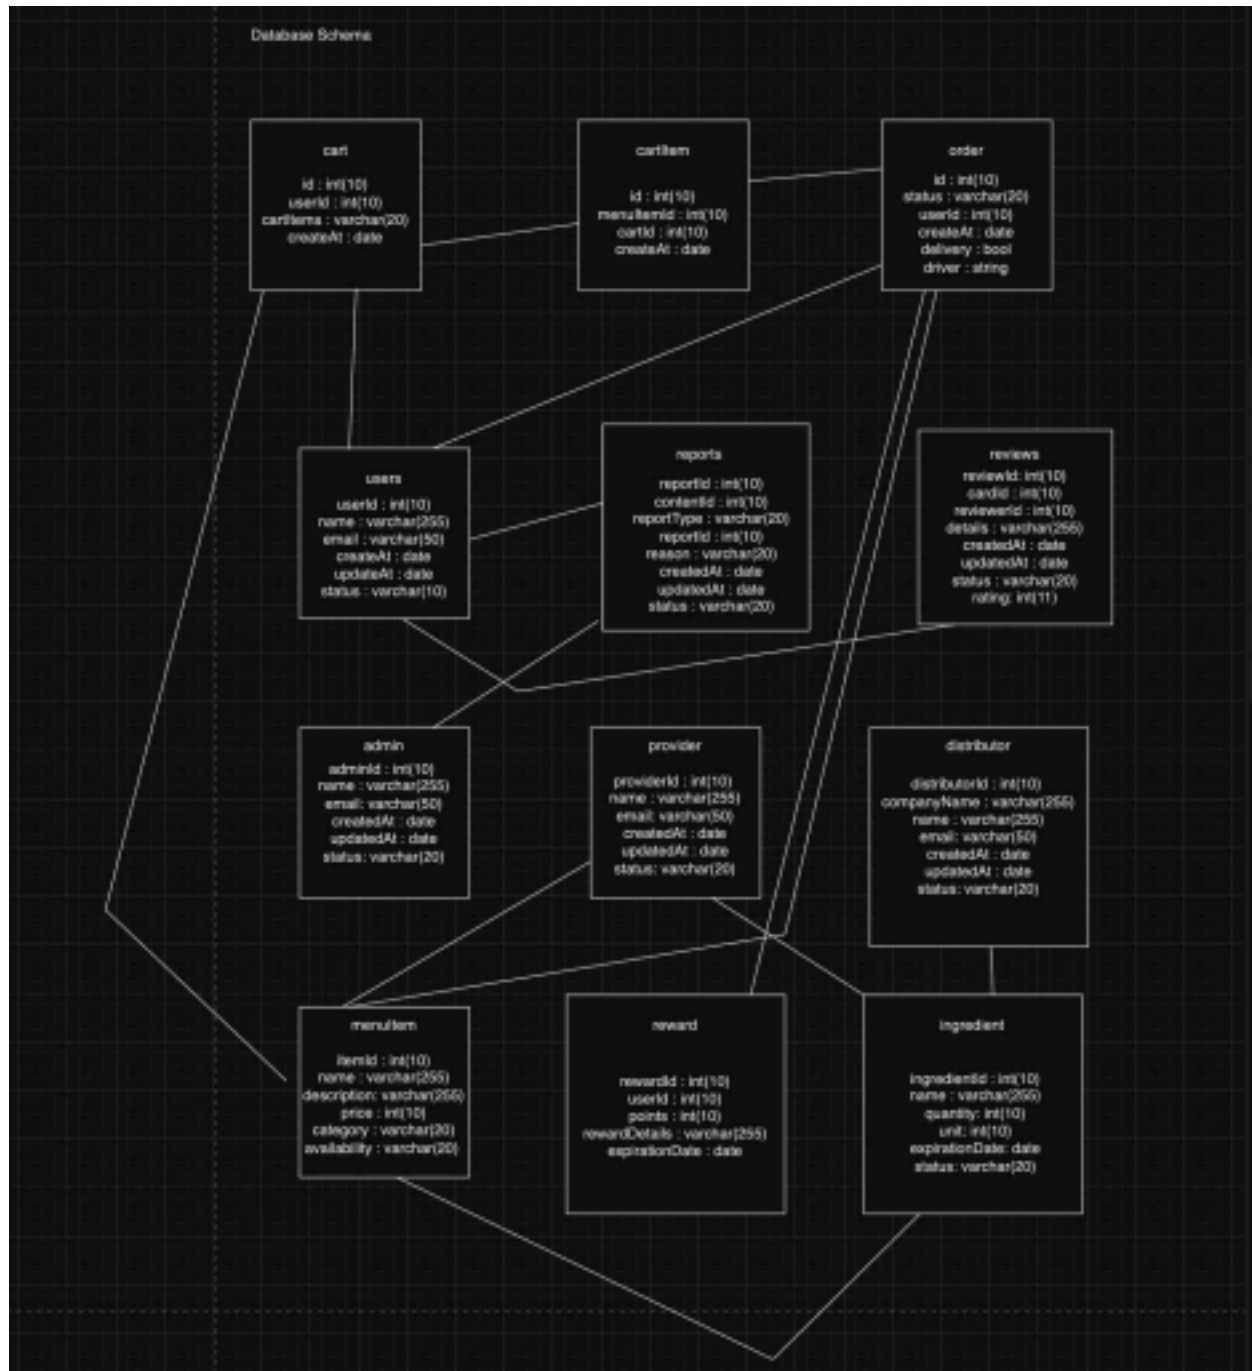 Database Schema
cart
id : int(10)
userId : int(10)
cartItems : varchar(20)
createAt : date
cartItem
id : int(10)
menuItemId : int(10)
cartId : int(10)
createAt : date
order
id : int(10)
status : varchar(20)
userId : int(10)
createAt : date
delivery : bool
driver : string
users
userId : int(10)
name : varchar(255)
email : varchar(50)
createAt : date
updateAt : date
status : varchar(10)
reports
reportId : int(10)
contentId : int(10)
reportType : varchar(20)
reportId : int(10)
reason : varchar(20)
createdAt : date
updatedAt : date
status : varchar(20)
reviews
reviewId: int(10)
cardId : int(10)
reviewerId : int(10)
details : varchar(255)
createdAt : date
updatedAt : date
status : varchar(20)
rating: int(11)
admin
adminId : int(10)
name : varchar(255)
email: varchar(50)
createdAt : date
updatedAt : date
status: varchar(20)
provider
providerId : int(10)
name : varchar(255)
email: varchar(50)
createdAt : date
updatedAt : date
status: varchar(20)
distributor
distributorId : int(10)
companyName : varchar(255)
name : varchar(255)
email: varchar(50)
createdAt : date
updatedAt : date
status: varchar(20)
menuItem
itemId : int(10)
name : varchar(255)
description: varchar(255)
price : int(10)
category : varchar(20)
availability : varchar(20)
reward
rewardId : int(10)
userId : int(10)
points : int(10)
rewardDetails : varchar(255)
expirationDate : date
ingredient
ingredientId : int(10)
name : varchar(255)
quantity: int(10)
unit: int(10)
expirationDate: date
status: varchar(20)